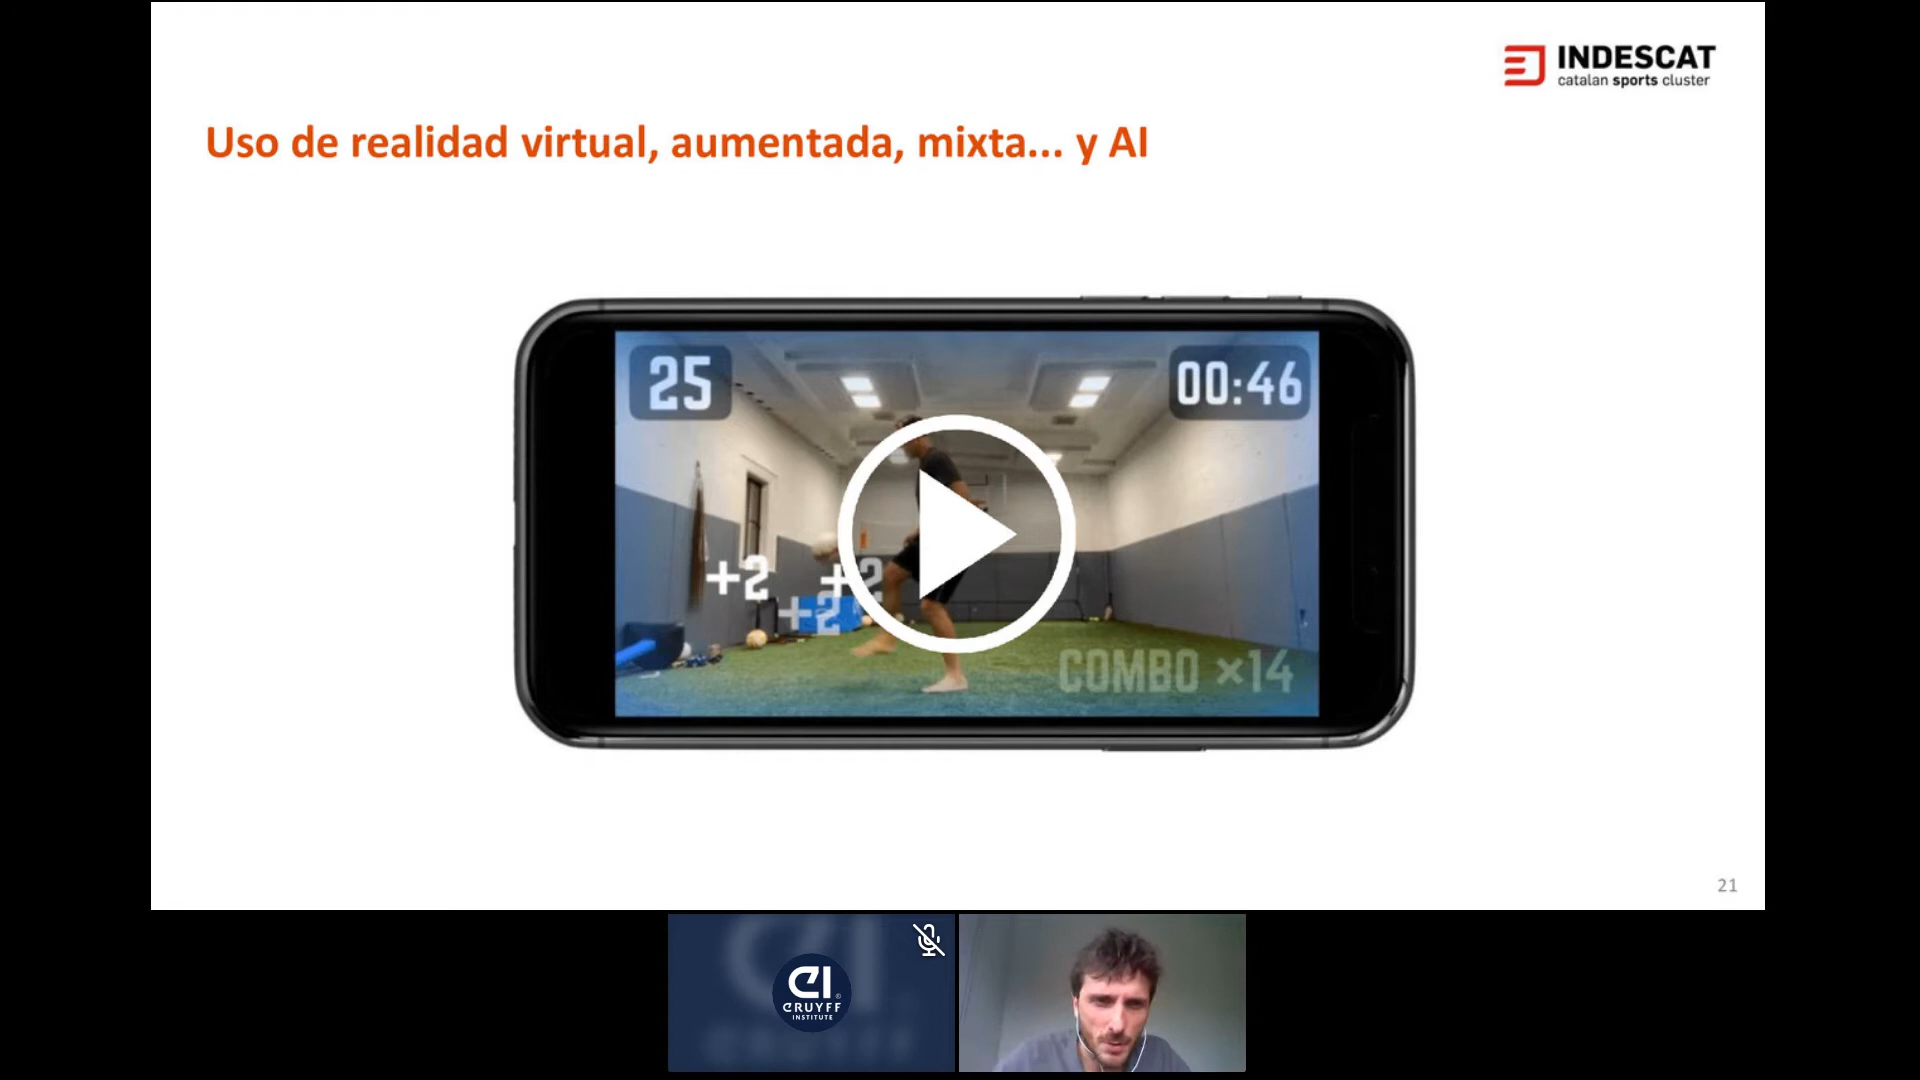 INDESCAT
catalan sports cluster
Uso de realidad virtual, aumentada, mixta... y AI
25
00:46
+2
+2
+2
COMBO ×14
21
CRUYFF
INSTITUTE